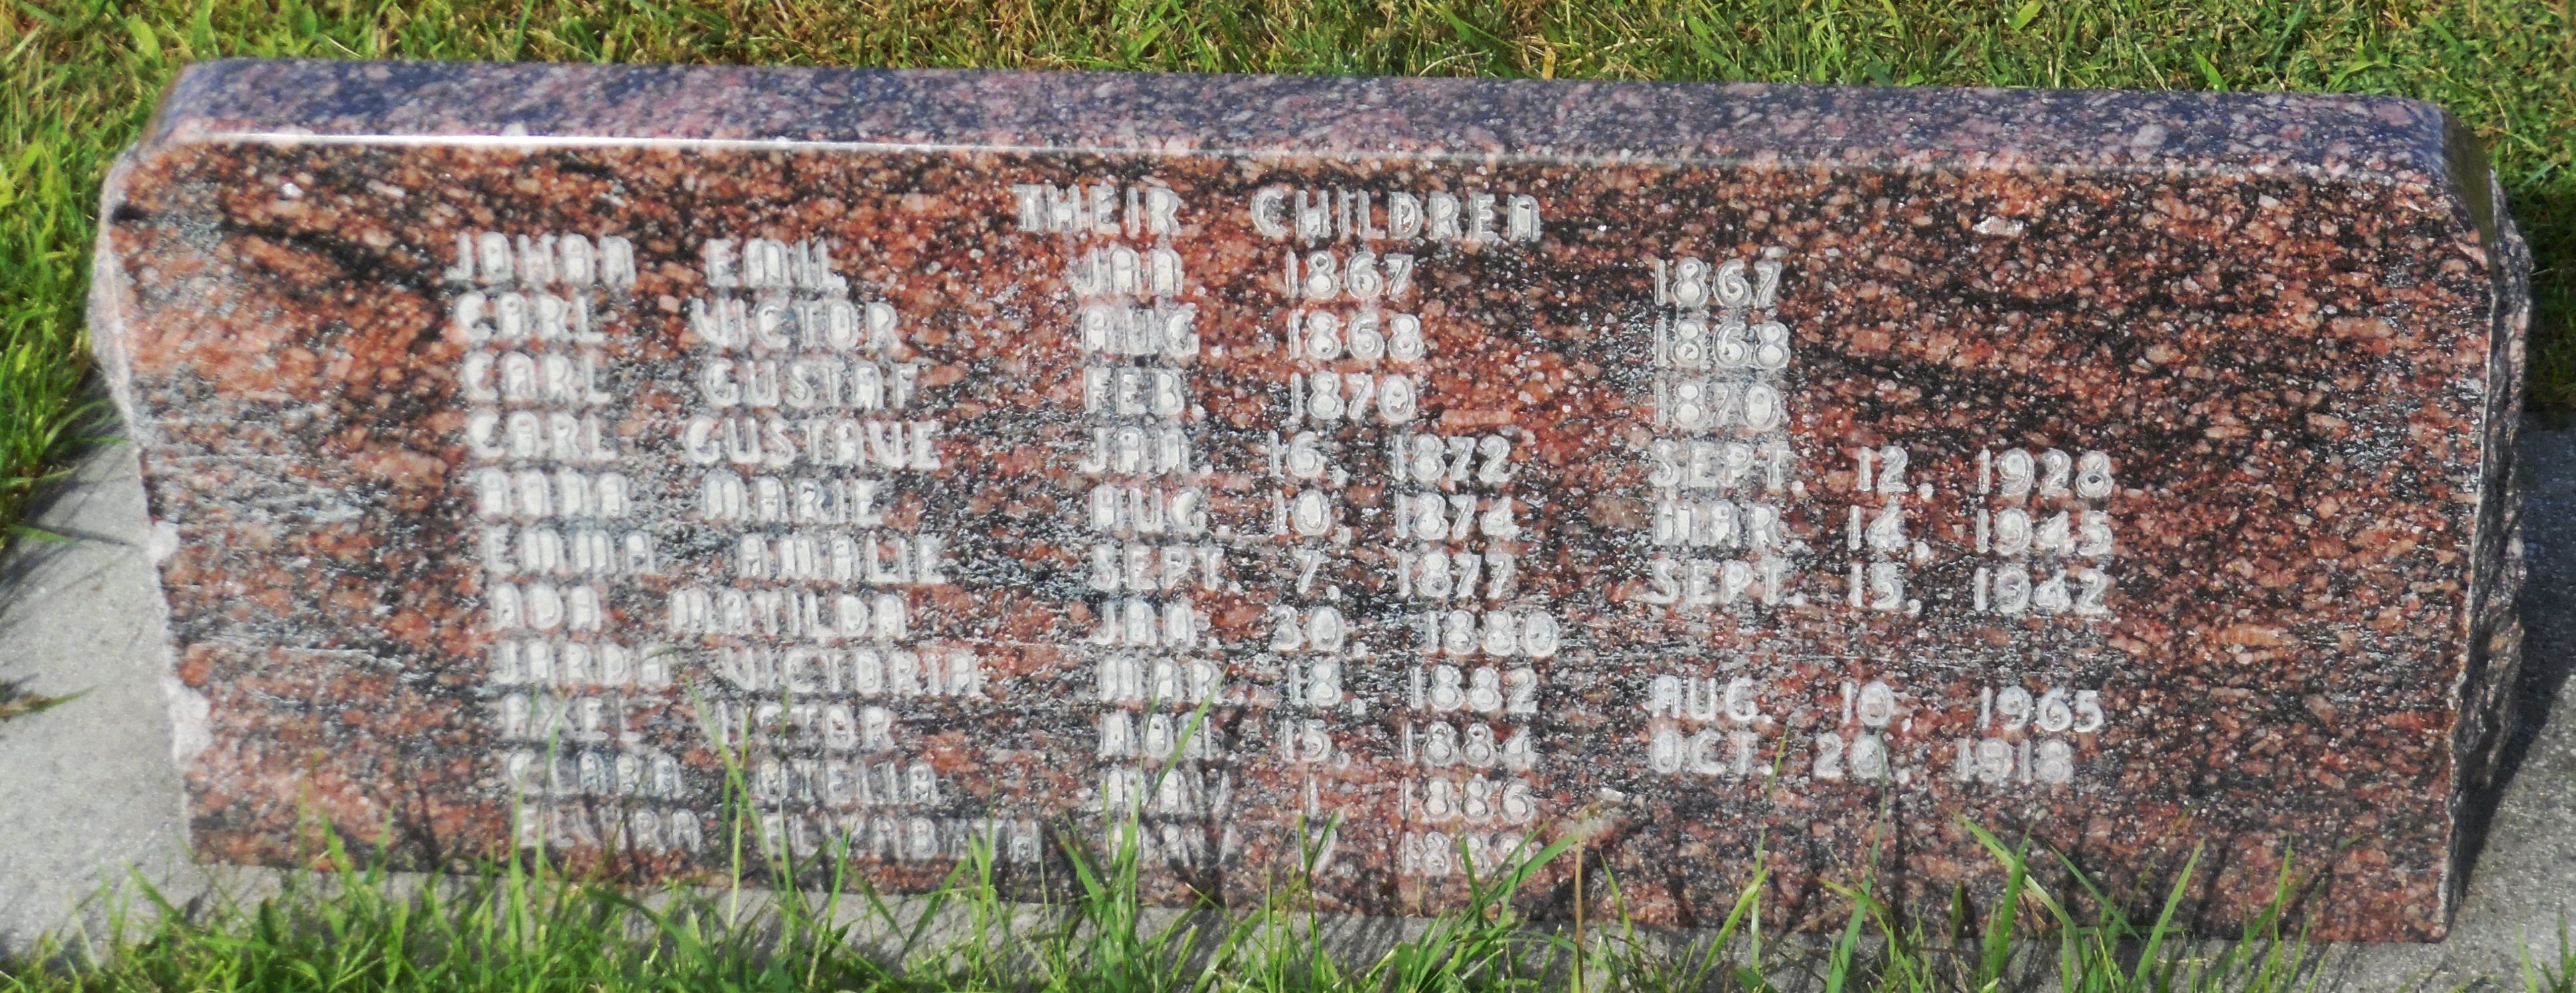 THEIR CHILDREN
JOHAN EMIL JAN 1867 1867
CARL VICTOR AUG 1868 1868
CARL GUSTAF FEB. 1870 1870
CARL GUSTAVE JAN. 16, 1872 SEPT. 12, 1928
ANNA MARIE AUG. 10, 1874 MAR. 14, 1945
EMMA AMALIE SEPT. 7, 1877 SEPT. 15, 1942
ADA MATILDA JAN. 30, 1880
JARDA VICTORIA MAR. 18, 1882 AUG. 10, 1965
AXEL VICTOR 15, 1884 OCT. 1918
CLARA MAY 1, 1886
ELVIRA ELIZABETH MAY